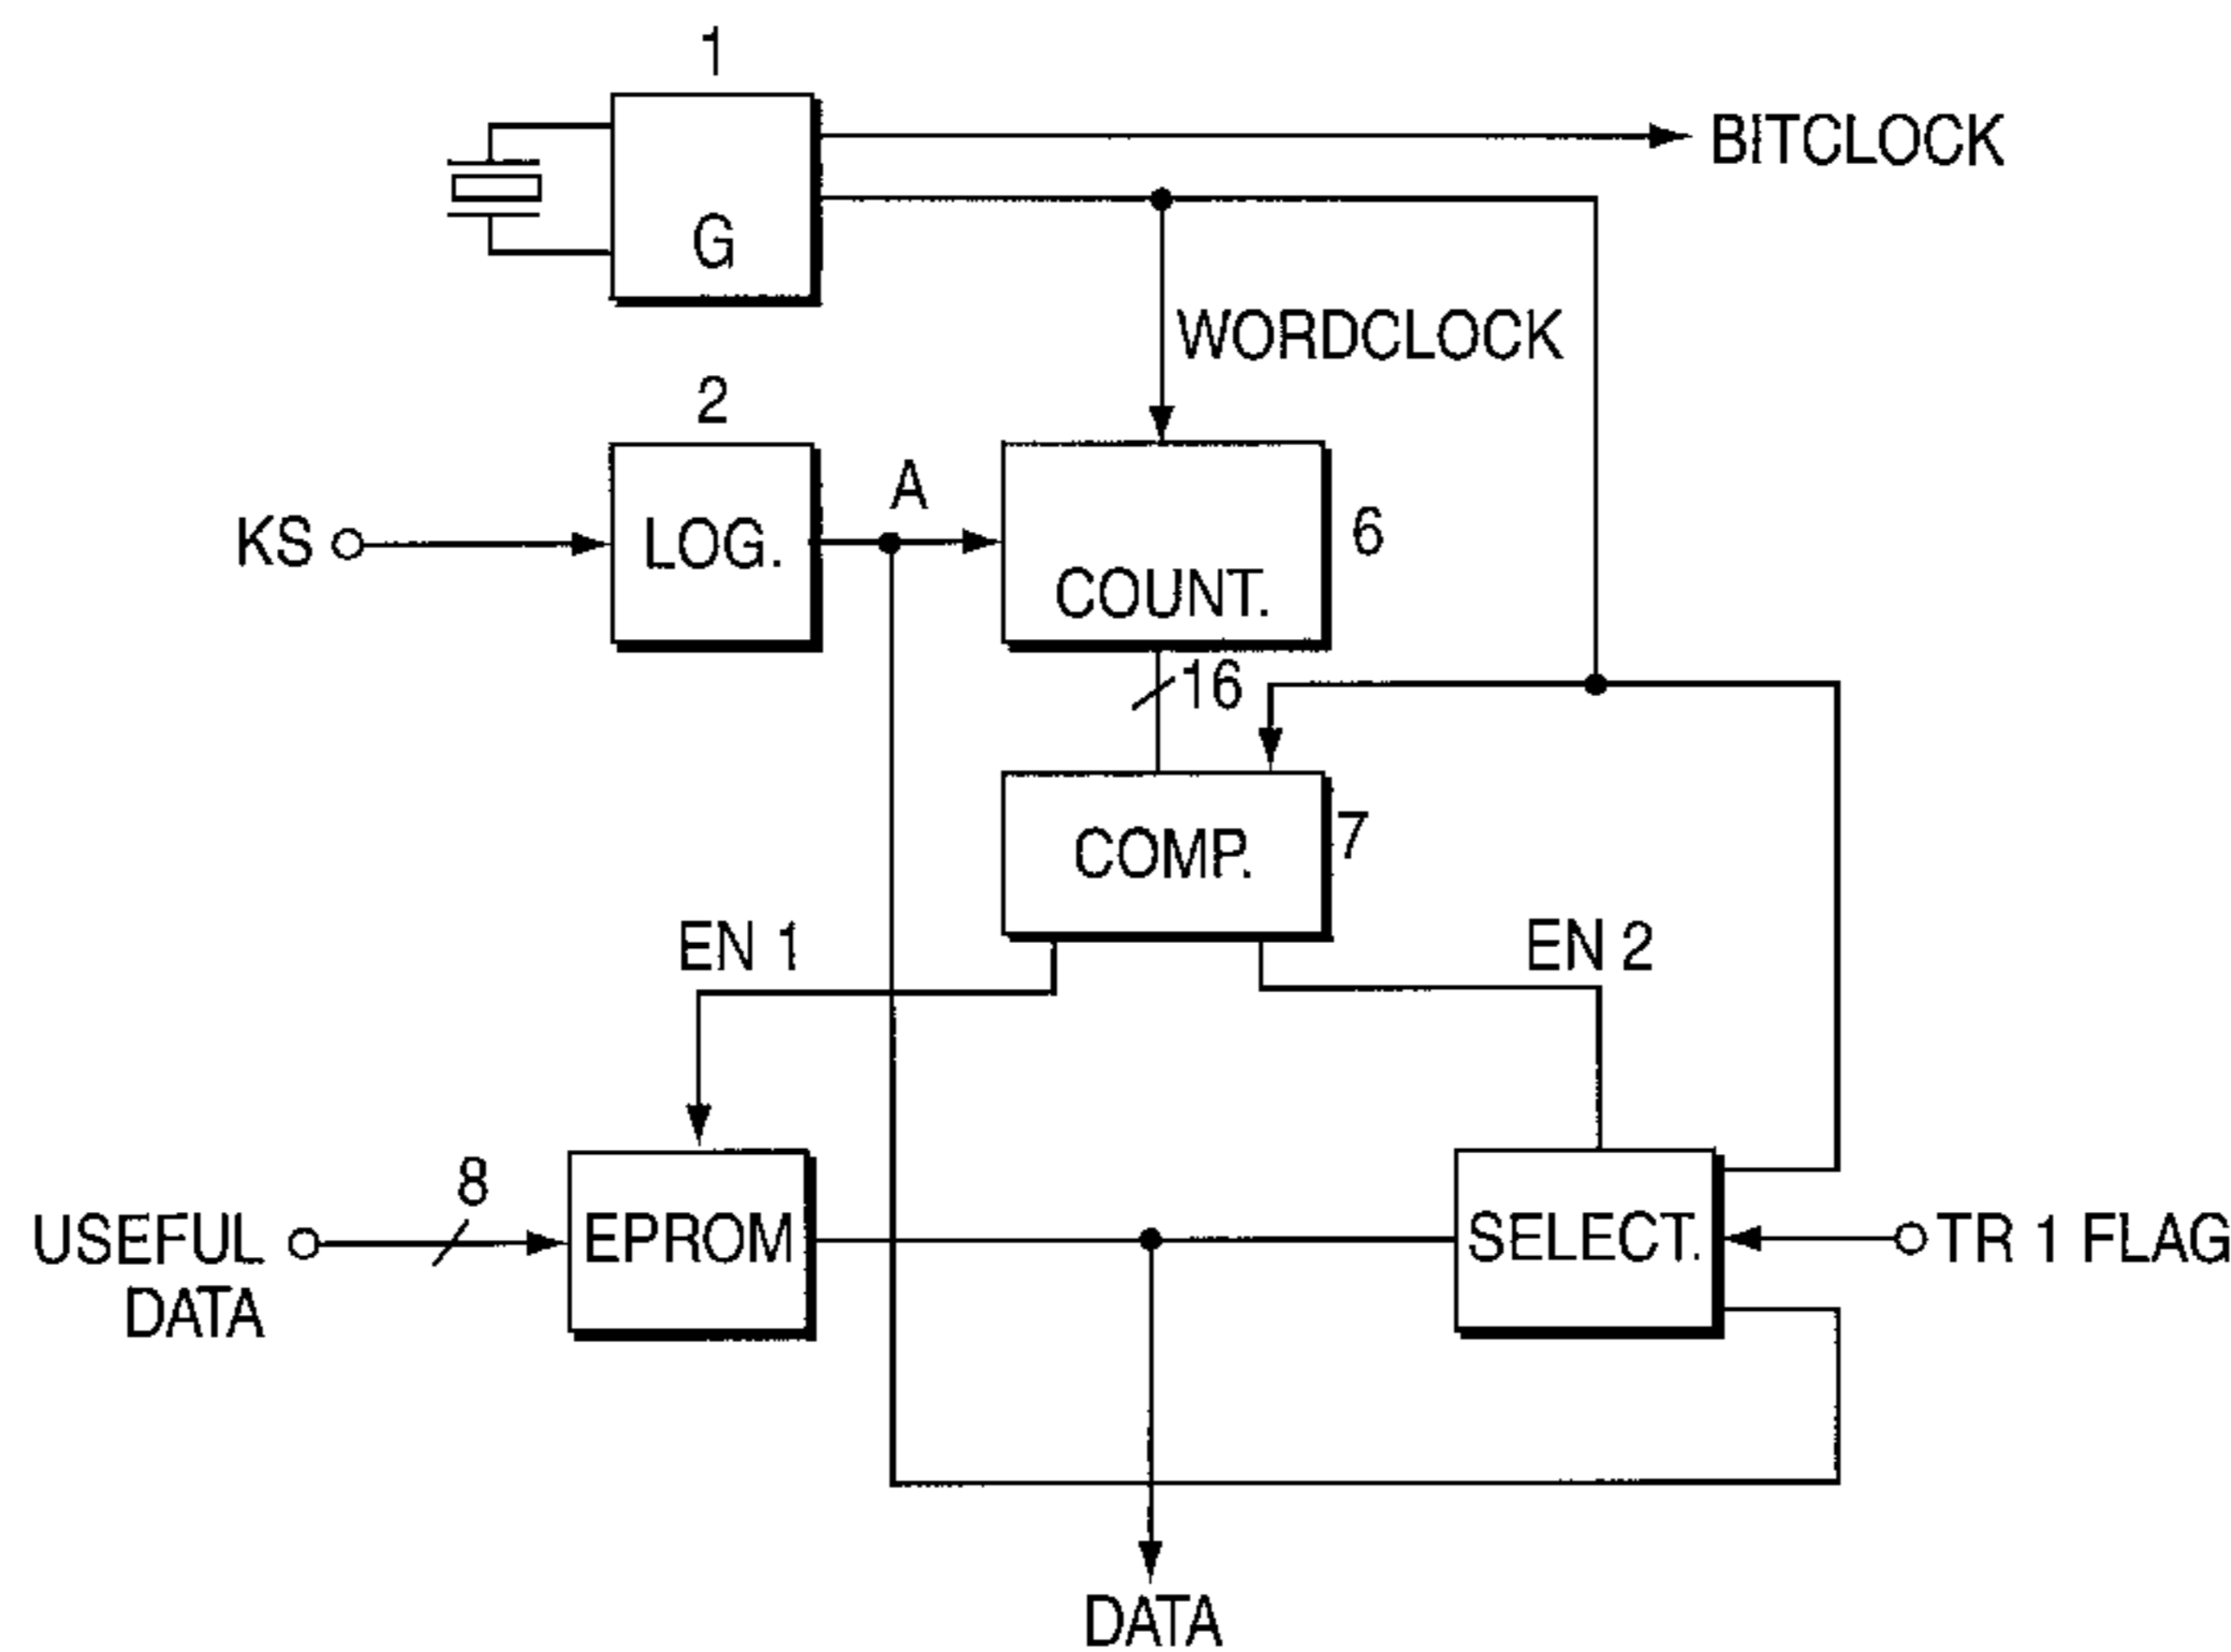 1
BITCLOCK
G
WORDCLOCK
2
A
KS
LOG.
6
COUNT.
16
COMP.
7
EN 1
EN 2
8
USEFUL
DATA
EPROM
SELECT.
TR 1 FLAG
DATA